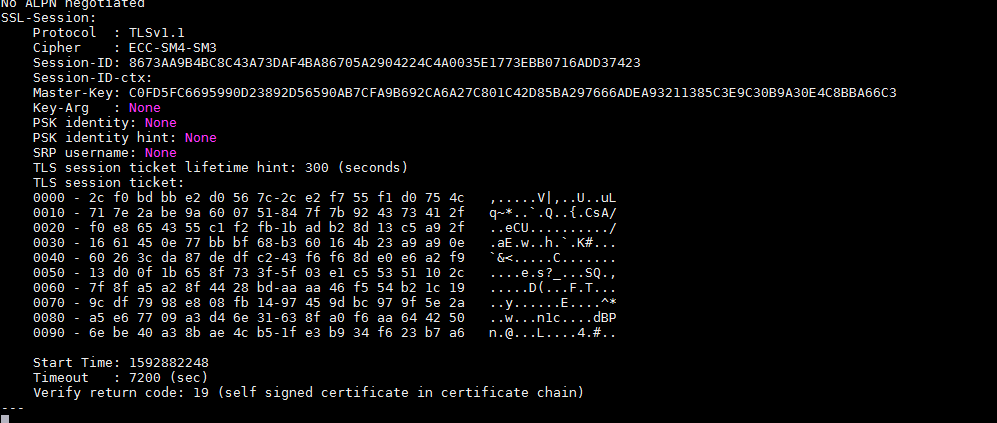 No ALPN negotiated
SSL-Session:
    Protocol  : TLSv1.1
    Cipher    : ECC-SM4-SM3
    Session-ID: 8673AA9B4BC8C43A73DAF4BA86705A2904224C4A0035E1773EBB0716ADD37423
    Session-ID-ctx:
    Master-Key: C0FD5FC6695990D23892D56590AB7CFA9B692CA6A27C801C42D85BA297666ADEA93211385C3E9C30B9A30E4C8BBA66C3
    Key-Arg   : None
    PSK identity: None
    PSK identity hint: None
    SRP username: None
    TLS session ticket lifetime hint: 300 (seconds)
    TLS session ticket:
    0000 - 2c f0 bd bb e2 d0 56 7c-2c e2 f7 55 f1 d0 75 4c   ,.....V|,..U..uL
    0010 - 71 7e 2a be 9a 60 07 51-84 7f 7b 92 43 73 41 2f   q~*..`.Q..{.CsA/
    0020 - f0 e8 65 43 55 c1 f2 fb-1b ad b2 8d 13 c5 a9 2f   ..eCU........../
    0030 - 16 61 45 0e 77 bb bf 68-b3 60 16 4b 23 a9 a9 0e   .aE.w..h.`.K#...
    0040 - 60 26 3c da 87 de df c2-43 f6 f6 8d e0 e6 a2 f9   `&<.....C.......
    0050 - 13 d0 0f 1b 65 8f 73 3f-5f 03 e1 c5 53 51 10 2c   ....e.s?_...SQ.,
    0060 - 7f 8f a5 a2 8f 44 28 bd-aa aa 46 f5 54 b2 1c 19   .....D(...F.T...
    0070 - 9c df 79 98 e8 08 fb 14-97 45 9d bc 97 9f 5e 2a   ..y......E....^*
    0080 - a5 e6 77 09 a3 d4 6e 31-63 8f a0 f6 aa 64 42 50   ..w...n1c....dBP
    0090 - 6e be 40 a3 8b ae 4c b5-1f e3 b9 34 f6 23 b7 a6   n.@...L....4.#..
    Start Time: 1592882248
    Timeout   : 7200 (sec)
    Verify return code: 19 (self signed certificate in certificate chain)
---